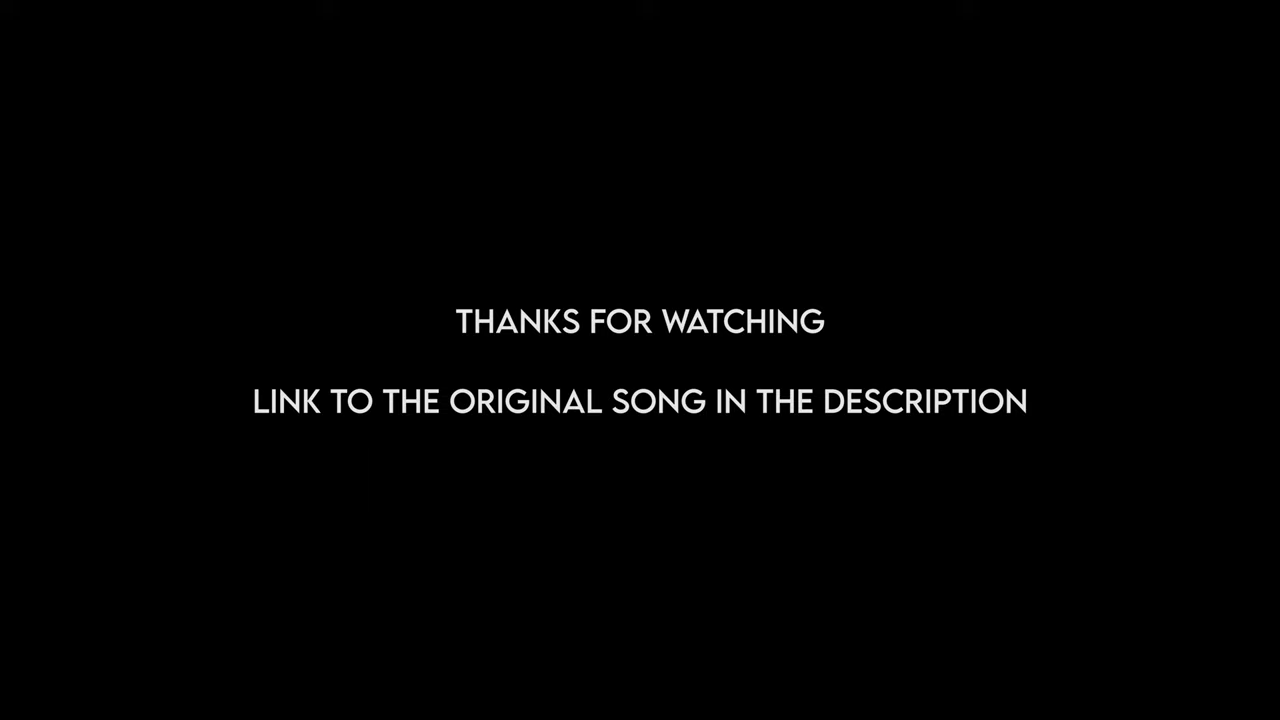 THANKS FOR WATCHING
LINK TO THE ORIGINAL SONG IN THE DESCRIPTION